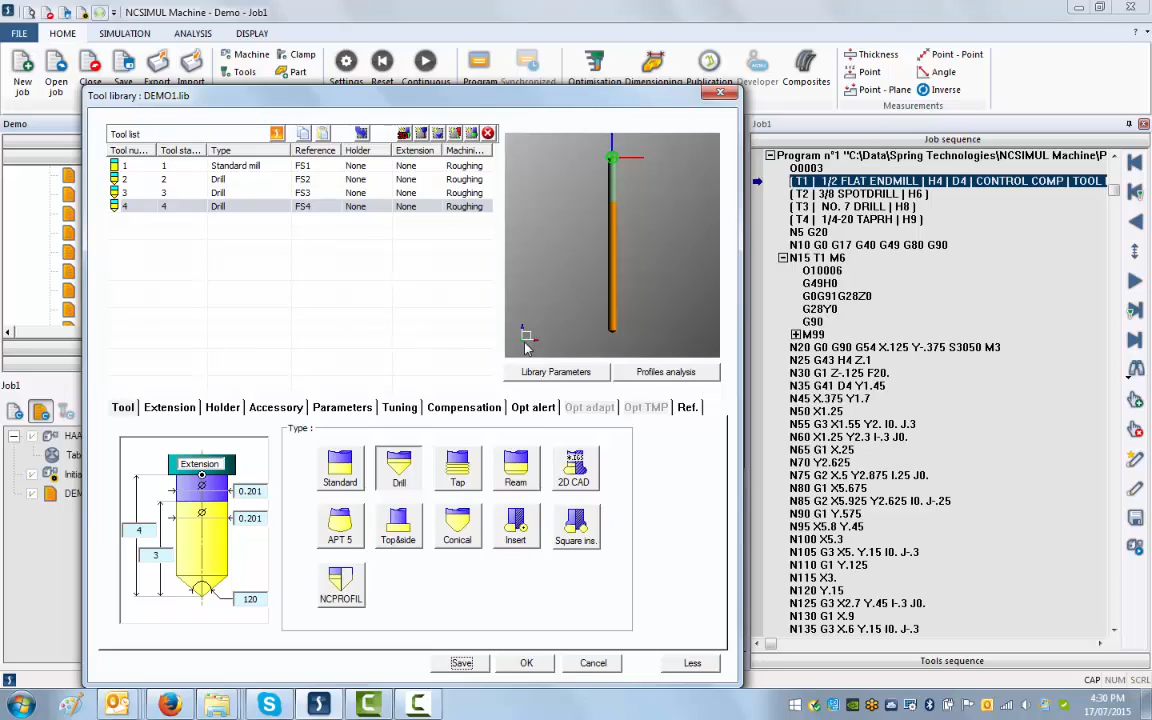 NCSIMUL Machine - Demo - Job1
FILE HOME SIMULATION ANALYSIS DISPLAY
New job
Open job
Close
Save
Export
Import
Machine
Clamp
Tools
Part
Settings
Reset
Continuous
Program
Synchronized
Optimisation
Dimensioning
Publication
Developer
Composites
Thickness
Point - Point
Point
Angle
Point - Plane
Inverse
Measurements
Demo
Job1
Tool library : DEMO1.lib
Tool list
Tool nu... Tool sta... Type Reference Holder Extension Machini...
1 1 Standard mill FS1 None None Roughing
2 2 Drill FS2 None None Roughing
3 3 Drill FS3 None None Roughing
4 4 Drill FS4 None None Roughing
Library Parameters
Profiles analysis
Tool Extension Holder Accessory Parameters Tuning Compensation Opt alert Opt adapt Opt TMP Ref.
Type :
Extension
0.201
0.201
4
3
120
Standard Drill Tap Ream 2D CAD
APT 5 Top&side Conical Insert Square ins.
NCPROFIL
Save OK Cancel Less
Job1
Job sequence
Program n°1 "C:\Data\Spring Technologies\NCSIMUL Machine\P
O0003
( T1 | 1/2 FLAT ENDMILL | H4 | D4 | CONTROL COMP | TOOL
( T2 | 3/8 SPOTDRILL | H6 )
( T3 | NO. 7 DRILL | H8 )
( T4 | 1/4-20 TAPRH | H9 )
N5 G20
N10 G0 G17 G40 G49 G80 G90
N15 T1 M6
O10006
G49H0
G0G91G28Z0
G28Y0
G90
M99
N20 G0 G90 G54 X.125 Y-.375 S3050 M3
N25 G43 H4 Z.1
N30 G1 Z-.125 F20.
N35 G41 D4 Y1.45
N45 X.375 Y1.7
N50 X1.25
N55 G3 X1.55 Y2. I0. J.3
N60 X1.25 Y2.3 I-.3 J0.
N65 G1 X.25
N70 Y2.625
N75 G2 X.5 Y2.875 I.25 J0.
N80 G1 X5.675
N85 G2 X5.925 Y2.625 I0. J-.25
N90 G1 Y.575
N95 X5.8 Y.45
N100 X5.3
N105 G3 X5. Y.15 I0. J-.3
N110 G1 Y.125
N115 X3.
N120 Y.15
N125 G3 X2.7 Y.45 I-.3 J0.
N130 G1 X.9
N135 G3 X.6 Y.15 J-.3
Tools sequence
CAP NUM SCRL
4:30 PM
17/07/2015